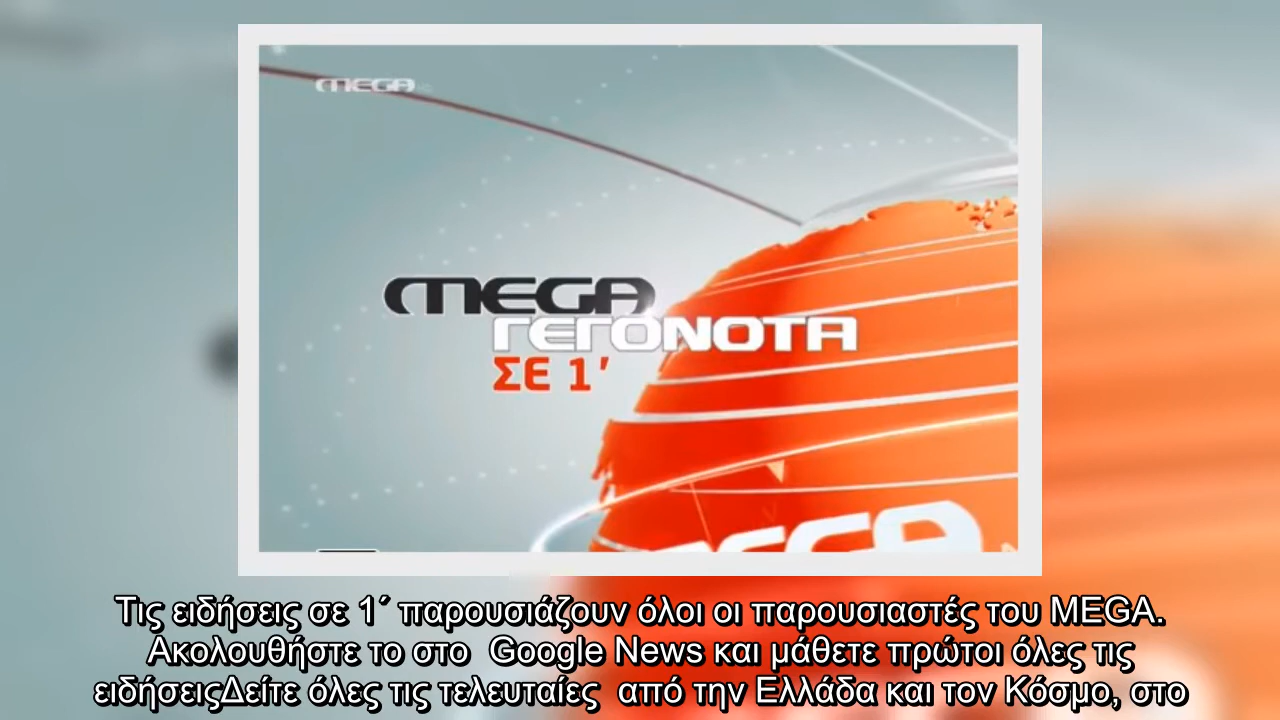 MEGA
MEGA
ΓΕΓΟΝΟΤΑ
ΣΕ 1'
Τις ειδήσεις σε 1΄ παρουσιάζουν όλοι οι παρουσιαστές του MEGA.
Ακολουθήστε το στο  Google News και μάθετε πρώτοι όλες τις
ειδήσειςΔείτε όλες τις τελευταίες  από την Ελλάδα και τον Κόσμο, στο